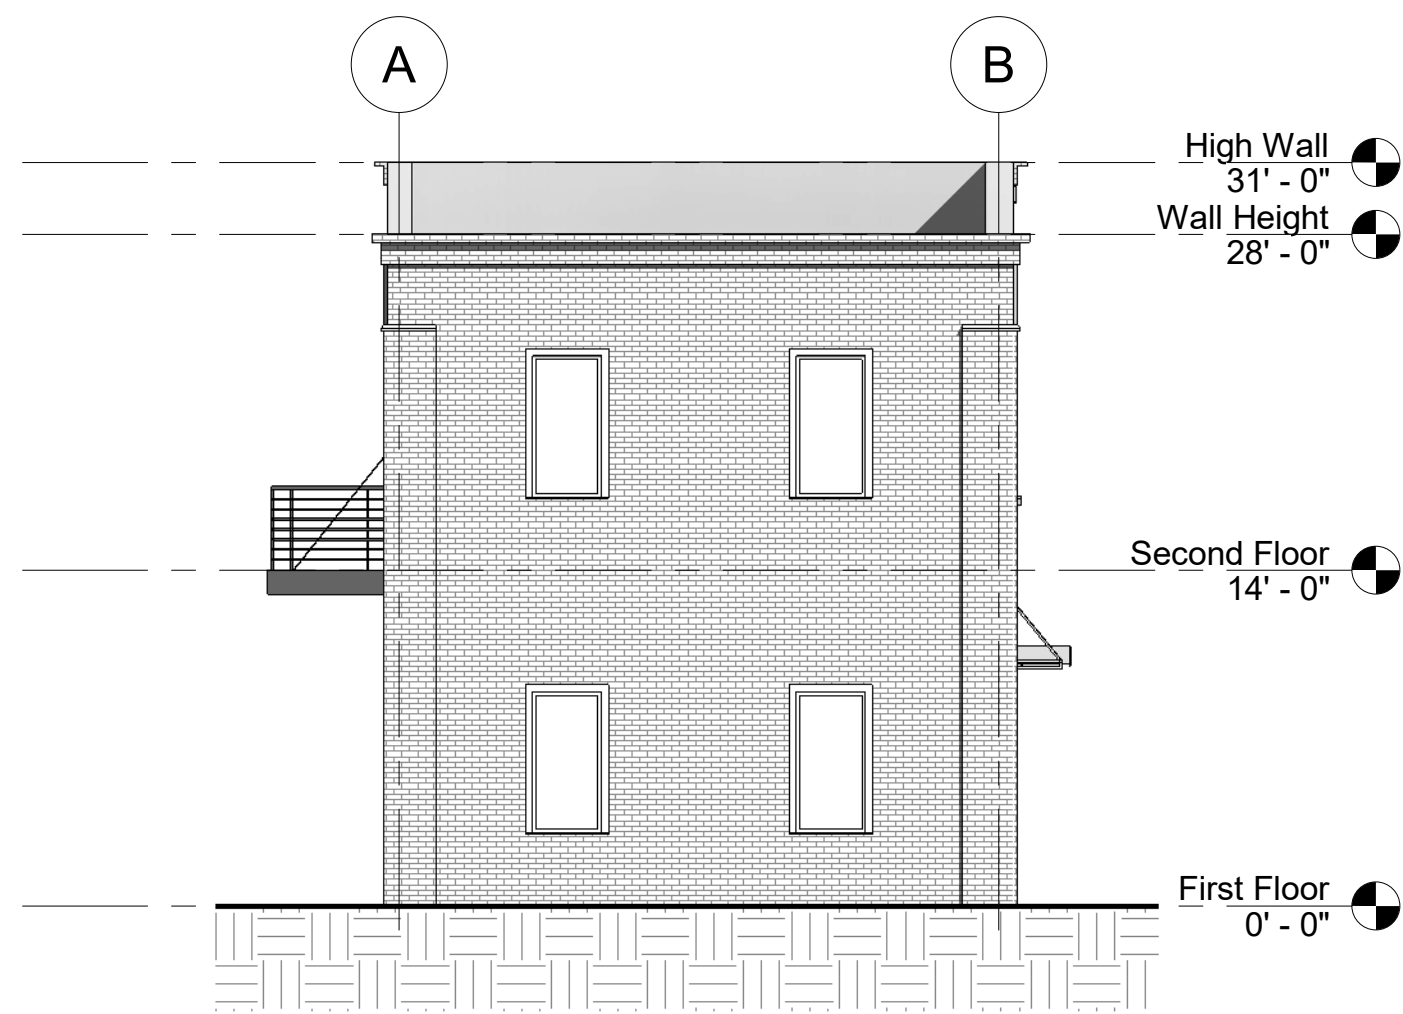 A
B
High Wall
31' - 0"
Wall Height
28' - 0"
Second Floor
14' - 0"
First Floor
0' - 0"